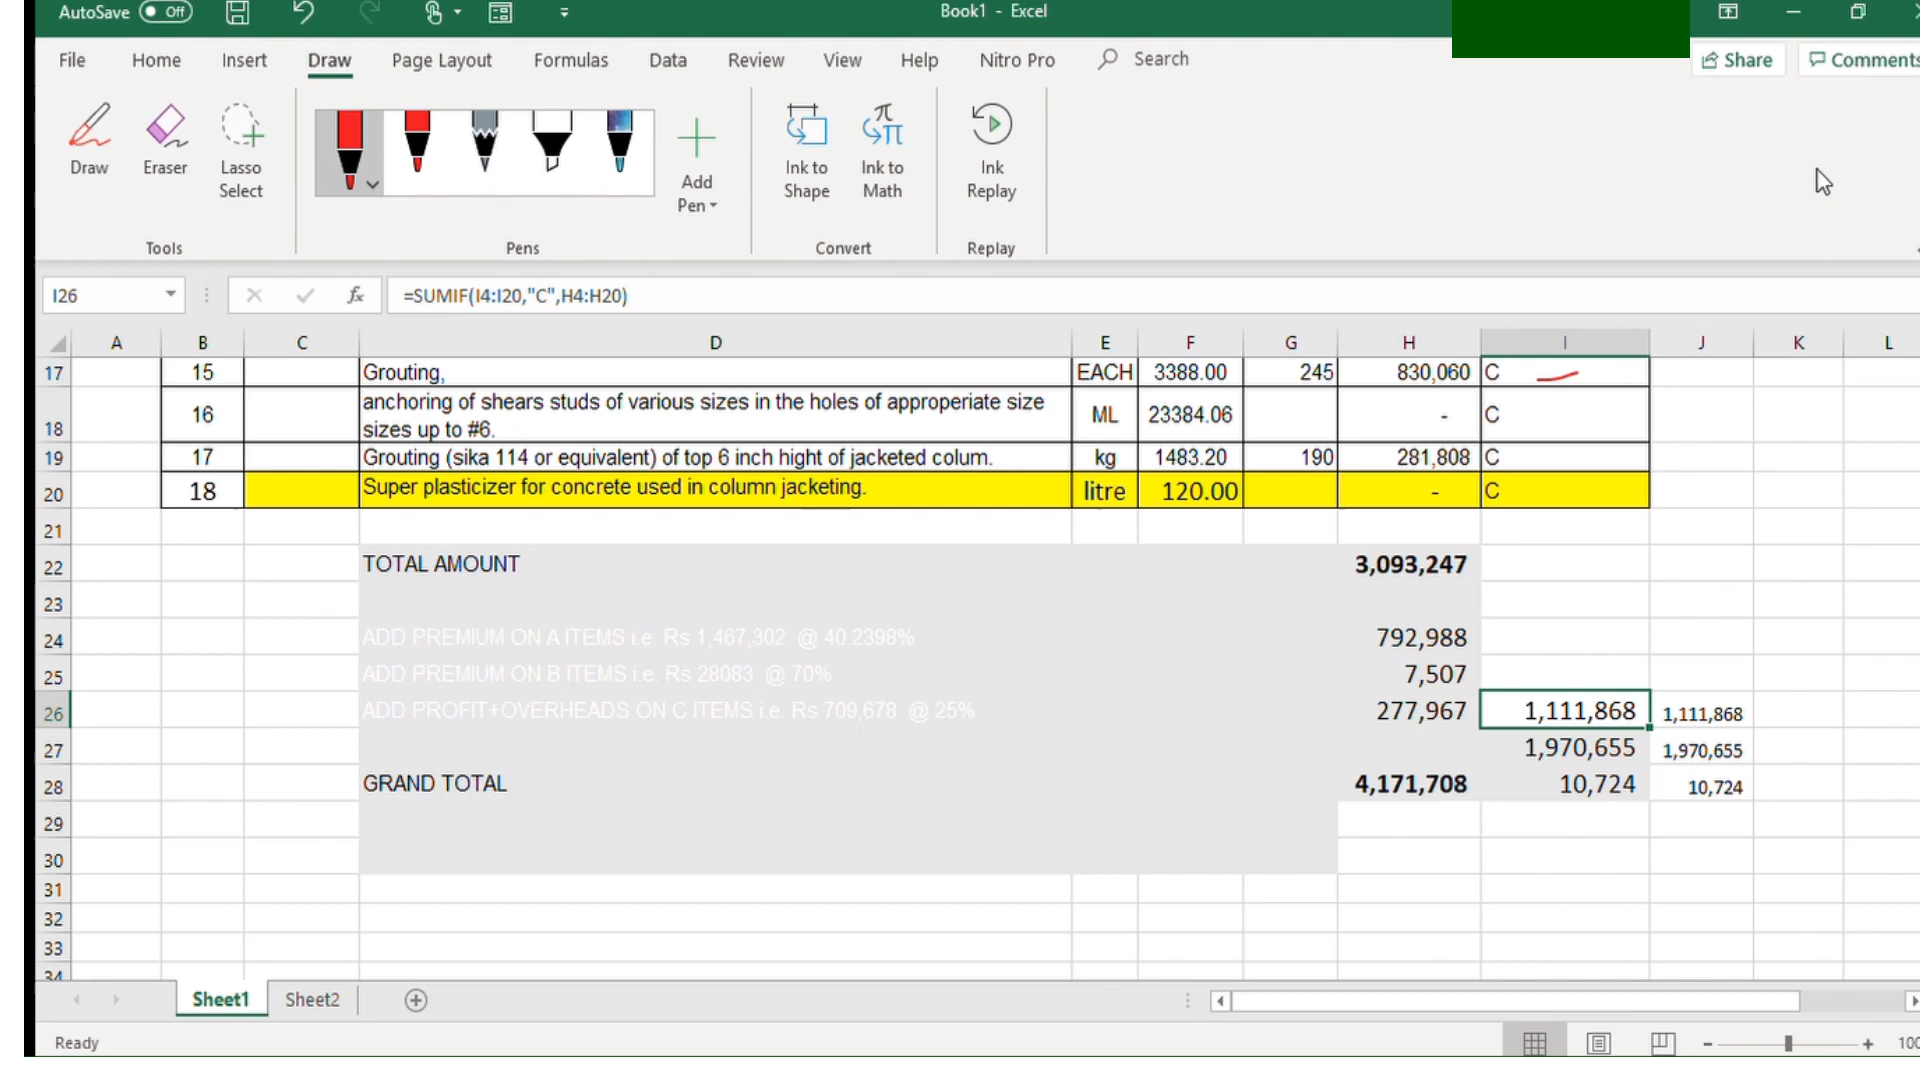 AutoSave Off Book1 - Excel
File Home Insert Draw Page Layout Formulas Data Review View Help Nitro Pro Search Share Comments
Draw Eraser Lasso Select Add Pen Ink to Shape Ink to Math Ink Replay
Tools Pens Convert Replay
I26 fx =SUMIF(I4:I20,"C",H4:H20)
A B C D E F G H I J K L
17 15 Grouting, EACH 3388.00 245 830,060 C
18 16 anchoring of shears studs of various sizes in the holes of approperiate size sizes up to #6. ML 23384.06 - C
19 17 Grouting (sika 114 or equivalent) of top 6 inch hight of jacketed colum. kg 1483.20 190 281,808 C
20 18 Super plasticizer for concrete used in column jacketing. litre 120.00 - C
21
22 TOTAL AMOUNT 3,093,247
23
24 ADD PREMIUM ON A ITEMS i.e. Rs 1,467,302 @ 40.2398% 792,988
25 ADD PREMIUM ON B ITEMS i.e. Rs 28083 @ 70% 7,507
26 ADD PROFIT+OVERHEADS ON C ITEMS i.e. Rs 709,678 @ 25% 277,967 1,111,868 1,111,868
27 1,970,655 1,970,655
28 GRAND TOTAL 4,171,708 10,724 10,724
29
30
31
32
33
34
Sheet1 Sheet2
Ready - + 100